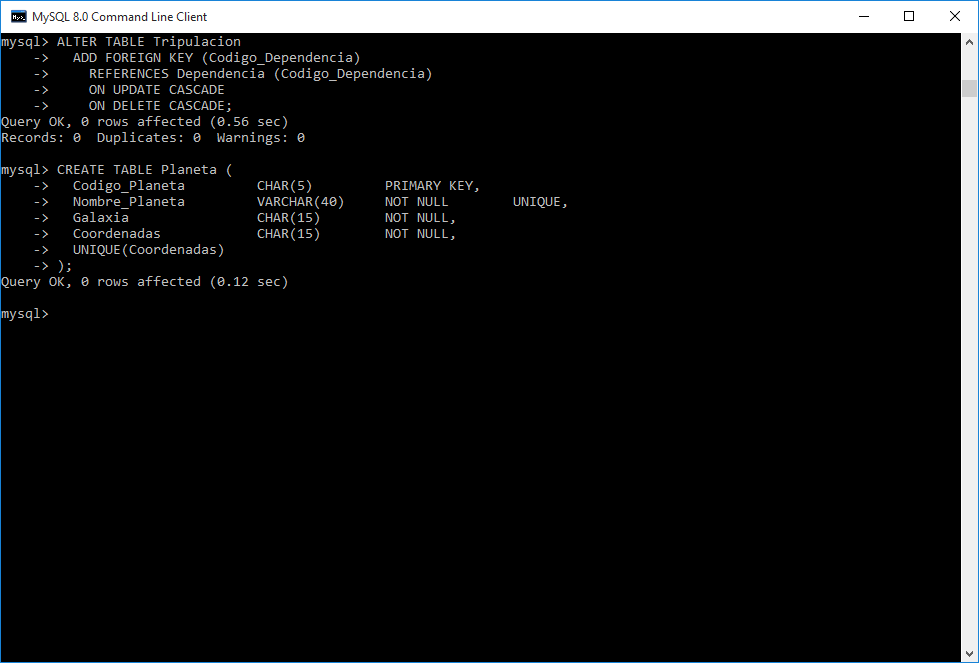 MySQL 8.0 Command Line Client
mysql> ALTER TABLE Tripulacion
    ->   ADD FOREIGN KEY (Codigo_Dependencia)
    ->     REFERENCES Dependencia (Codigo_Dependencia)
    ->     ON UPDATE CASCADE
    ->     ON DELETE CASCADE;
Query OK, 0 rows affected (0.56 sec)
Records: 0  Duplicates: 0  Warnings: 0

mysql> CREATE TABLE Planeta (
    ->   Codigo_Planeta         CHAR(5)         PRIMARY KEY,
    ->   Nombre_Planeta         VARCHAR(40)     NOT NULL        UNIQUE,
    ->   Galaxia                CHAR(15)        NOT NULL,
    ->   Coordenadas            CHAR(15)        NOT NULL,
    ->   UNIQUE(Coordenadas)
    -> );
Query OK, 0 rows affected (0.12 sec)

mysql>